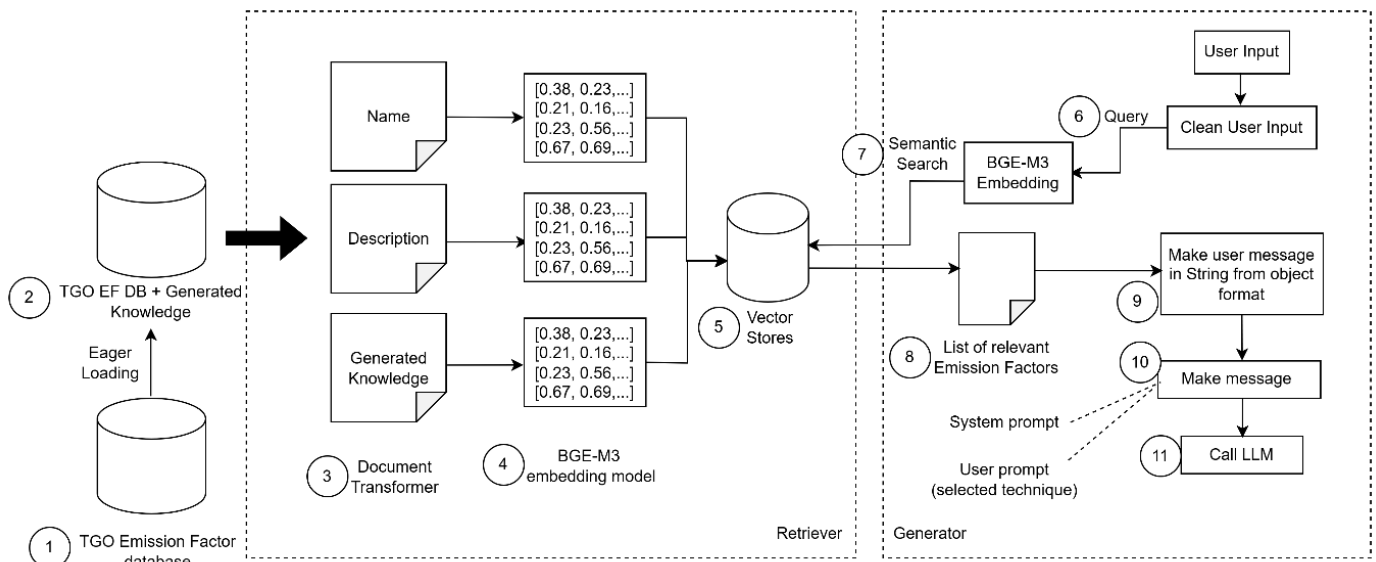 User Input
6
Query
Clean User Input
7
Semantic
Search
BGE-M3
Embedding
Name
[0.38, 0.23,...]
[0.21, 0.16,...]
[0.23, 0.56,...]
[0.67, 0.69,...]
Description
[0.38, 0.23,...]
[0.21, 0.16,...]
[0.23, 0.56,...]
[0.67, 0.69,...]
Generated
Knowledge
[0.38, 0.23,...]
[0.21, 0.16,...]
[0.23, 0.56,...]
[0.67, 0.69,...]
2
TGO EF DB + Generated
Knowledge
Eager
Loading
1
TGO Emission Factor
database
3
Document
Transformer
4
BGE-M3
embedding model
5
Vector
Stores
8
List of relevant
Emission Factors
Make user message
in String from object
format
9
10
Make message
System prompt
User prompt
(selected technique)
11
Call LLM
Retriever
Generator